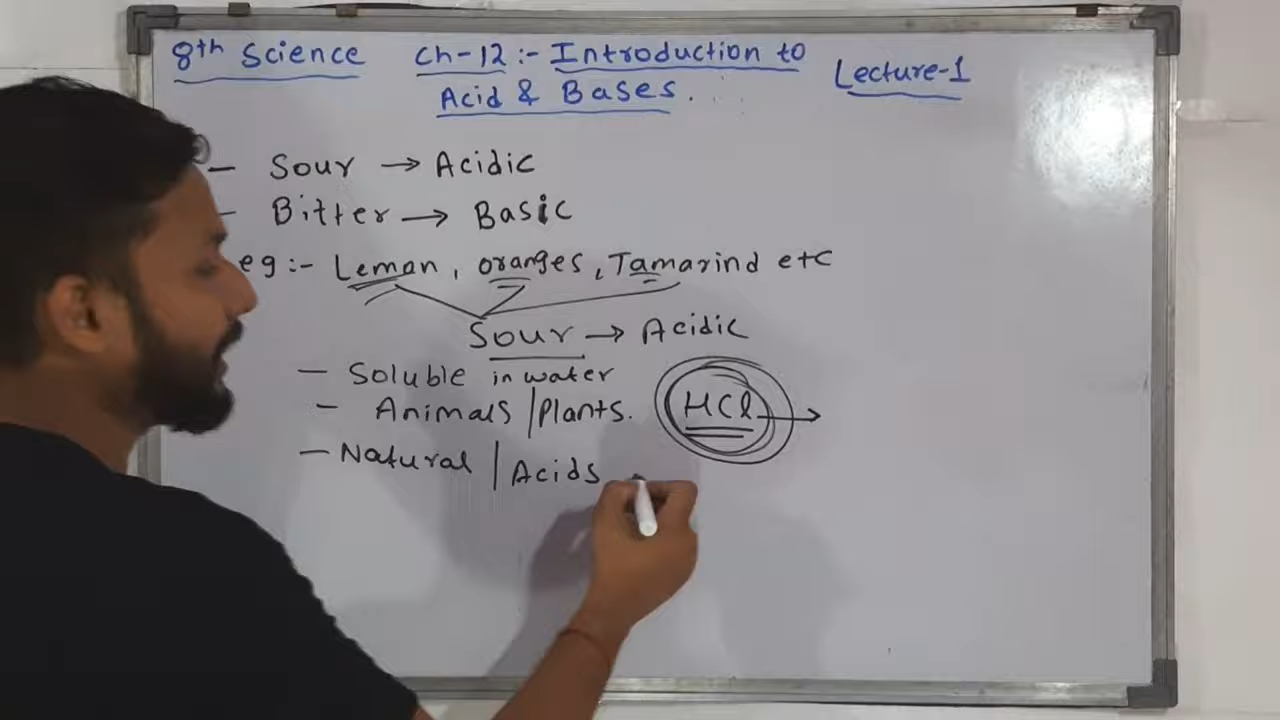 8th Science Ch-12 :- Introduction to Lecture-1
Acid & Bases.
- Sour → Acidic
- Bitter → Basic
eg :- Lemon, oranges, Tamarind etc
Sour → Acidic
- Soluble in water
- Animals / Plants. HCl →
- Natural / Acids